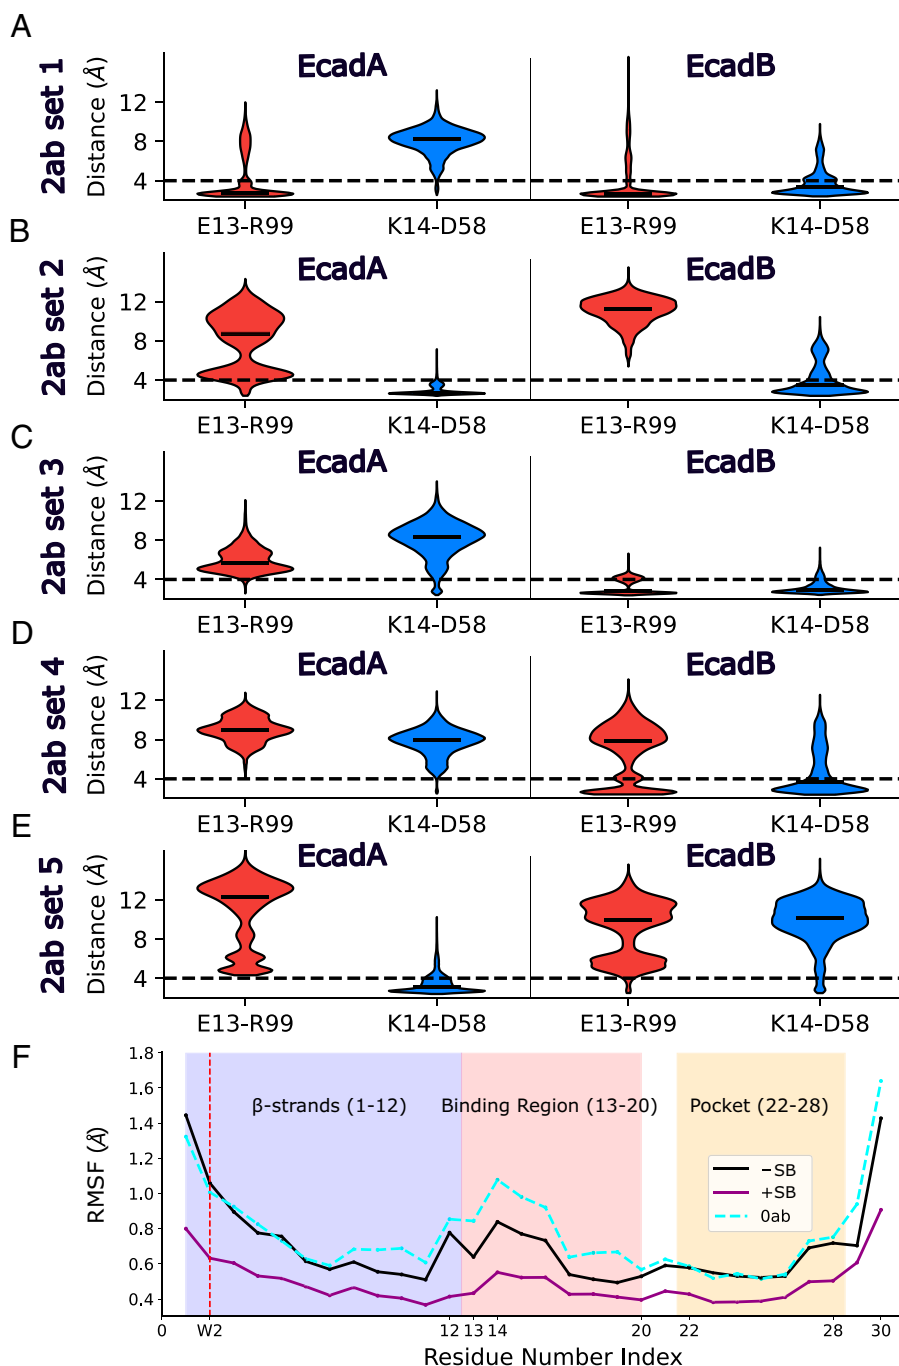 A
2ab set 1
Distance (Å)
EcadA
EcadB
12
8
4
E13-R99
K14-D58
E13-R99
K14-D58
B
2ab set 2
Distance (Å)
EcadA
EcadB
12
8
4
E13-R99
K14-D58
E13-R99
K14-D58
C
2ab set 3
Distance (Å)
EcadA
EcadB
12
8
4
E13-R99
K14-D58
E13-R99
K14-D58
D
2ab set 4
Distance (Å)
EcadA
EcadB
12
8
4
E13-R99
K14-D58
E13-R99
K14-D58
E
2ab set 5
Distance (Å)
EcadA
EcadB
12
8
4
E13-R99
K14-D58
E13-R99
K14-D58
F
RMSF (Å)
1.8
1.6
1.4
1.2
1.0
0.8
0.6
0.4
β-strands (1-12)
Binding Region (13-20)
Pocket (22-28)
−SB
+SB
0ab
0
W2
12
13
14
20
22
28
30
Residue Number Index